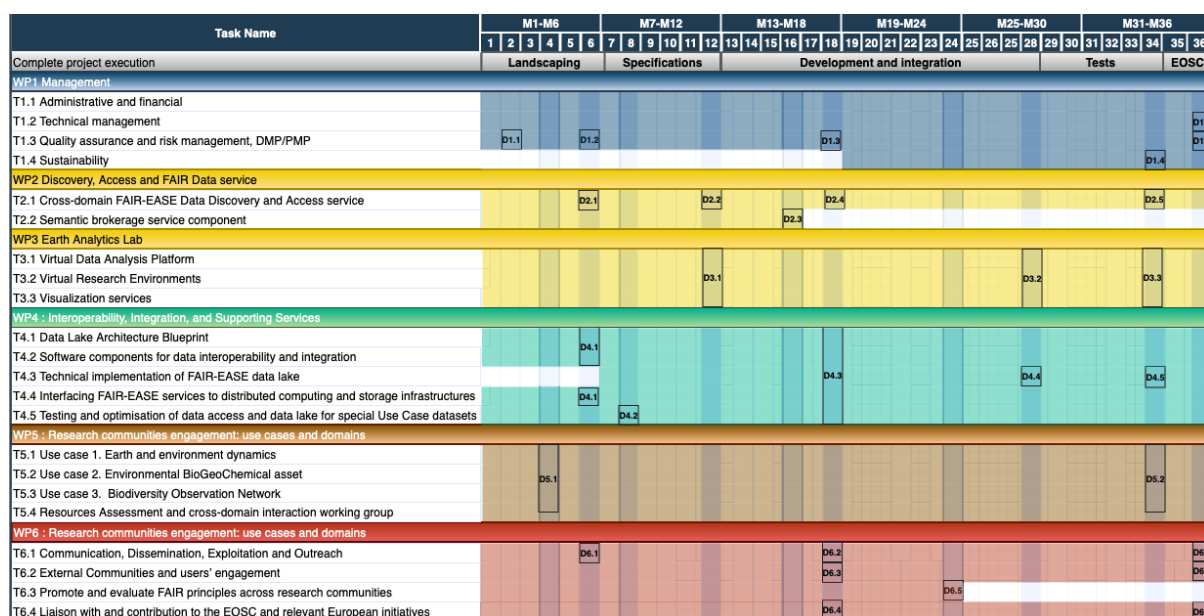 Task Name
M1-M6 M7-M12 M13-M18 M19-M24 M25-M30 M31-M36
1 2 3 4 5 6 7 8 9 10 11 12 13 14 15 16 17 18 19 20 21 22 23 24 25 26 25 28 29 30 31 32 33 34 35 36
Complete project execution Landscaping Specifications Development and integration Tests EOSC
WP1 Management
T1.1 Administrative and financial
T1.2 Technical management D1
T1.3 Quality assurance and risk management, DMP/PMP D1.1 D1.2 D1.3 D1
T1.4 Sustainability D1.4
WP2 Discovery, Access and FAIR Data service
T2.1 Cross-domain FAIR-EASE Data Discovery and Access service D2.1 D2.2 D2.4 D2.5
T2.2 Semantic brokerage service component D2.3
WP3 Earth Analytics Lab
T3.1 Virtual Data Analysis Platform
T3.2 Virtual Research Environments D3.1 D3.2 D3.3
T3.3 Visualization services
WP4 : Interoperability, Integration, and Supporting Services
T4.1 Data Lake Architecture Blueprint D4.1
T4.2 Software components for data interoperability and integration
T4.3 Technical implementation of FAIR-EASE data lake D4.3 D4.4 D4.5
T4.4 Interfacing FAIR-EASE services to distributed computing and storage infrastructures D4.1
T4.5 Testing and optimisation of data access and data lake for special Use Case datasets D4.2
WP5 : Research communities engagement: use cases and domains
T5.1 Use case 1. Earth and environment dynamics
T5.2 Use case 2. Environmental BioGeoChemical asset D5.1 D5.2
T5.3 Use case 3. Biodiversity Observation Network
T5.4 Resources Assessment and cross-domain interaction working group
WP6 : Research communities engagement: use cases and domains
T6.1 Communication, Dissemination, Exploitation and Outreach D6.1 D6.2 D6
T6.2 External Communities and users' engagement D6.3 D6
T6.3 Promote and evaluate FAIR principles across research communities D6.5
T6.4 Liaison with and contribution to the EOSC and relevant European initiatives D6.4 D6